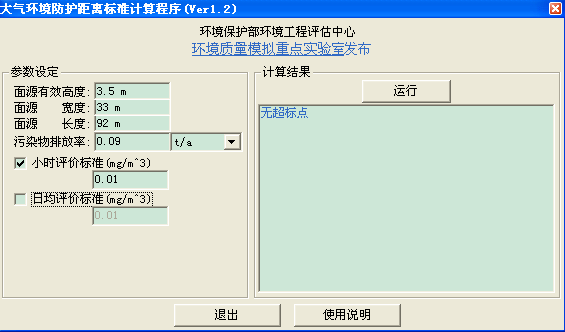 大气环境防护距离标准计算程序(Ver1.2)
环境保护部环境工程评估中心
环境质量模拟重点实验室发布
参数设定
面源有效高度: 3.5 m
面源 宽度: 33 m
面源 长度: 92 m
污染物排放率: 0.09 t/a
小时评价标准(mg/m^3)
0.01
日均评价标准(mg/m^3)
0.01
计算结果
运行
无超标点
退出 使用说明